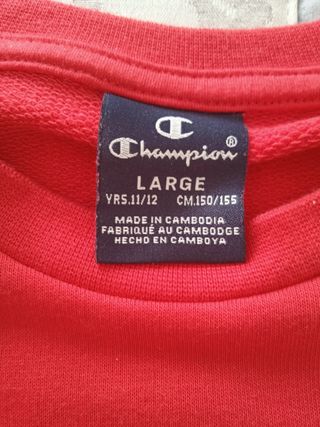 Champion®
LARGE
YRS.11/12 CM.150/155
MADE IN CAMBODIA
FABRIQUÉ AU CAMBODGE
HECHO EN CAMBOYA